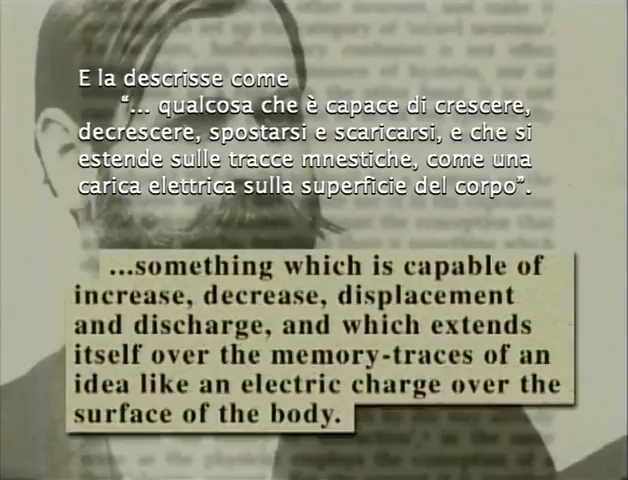 E la descrisse come
“... qualcosa che è capace di crescere,
decrescere, spostarsi e scaricarsi, e che si
estende sulle tracce mnestiche, come una
carica elettrica sulla superficie del corpo”.
...something which is capable of
increase, decrease, displacement
and discharge, and which extends
itself over the memory-traces of an
idea like an electric charge over the
surface of the body.